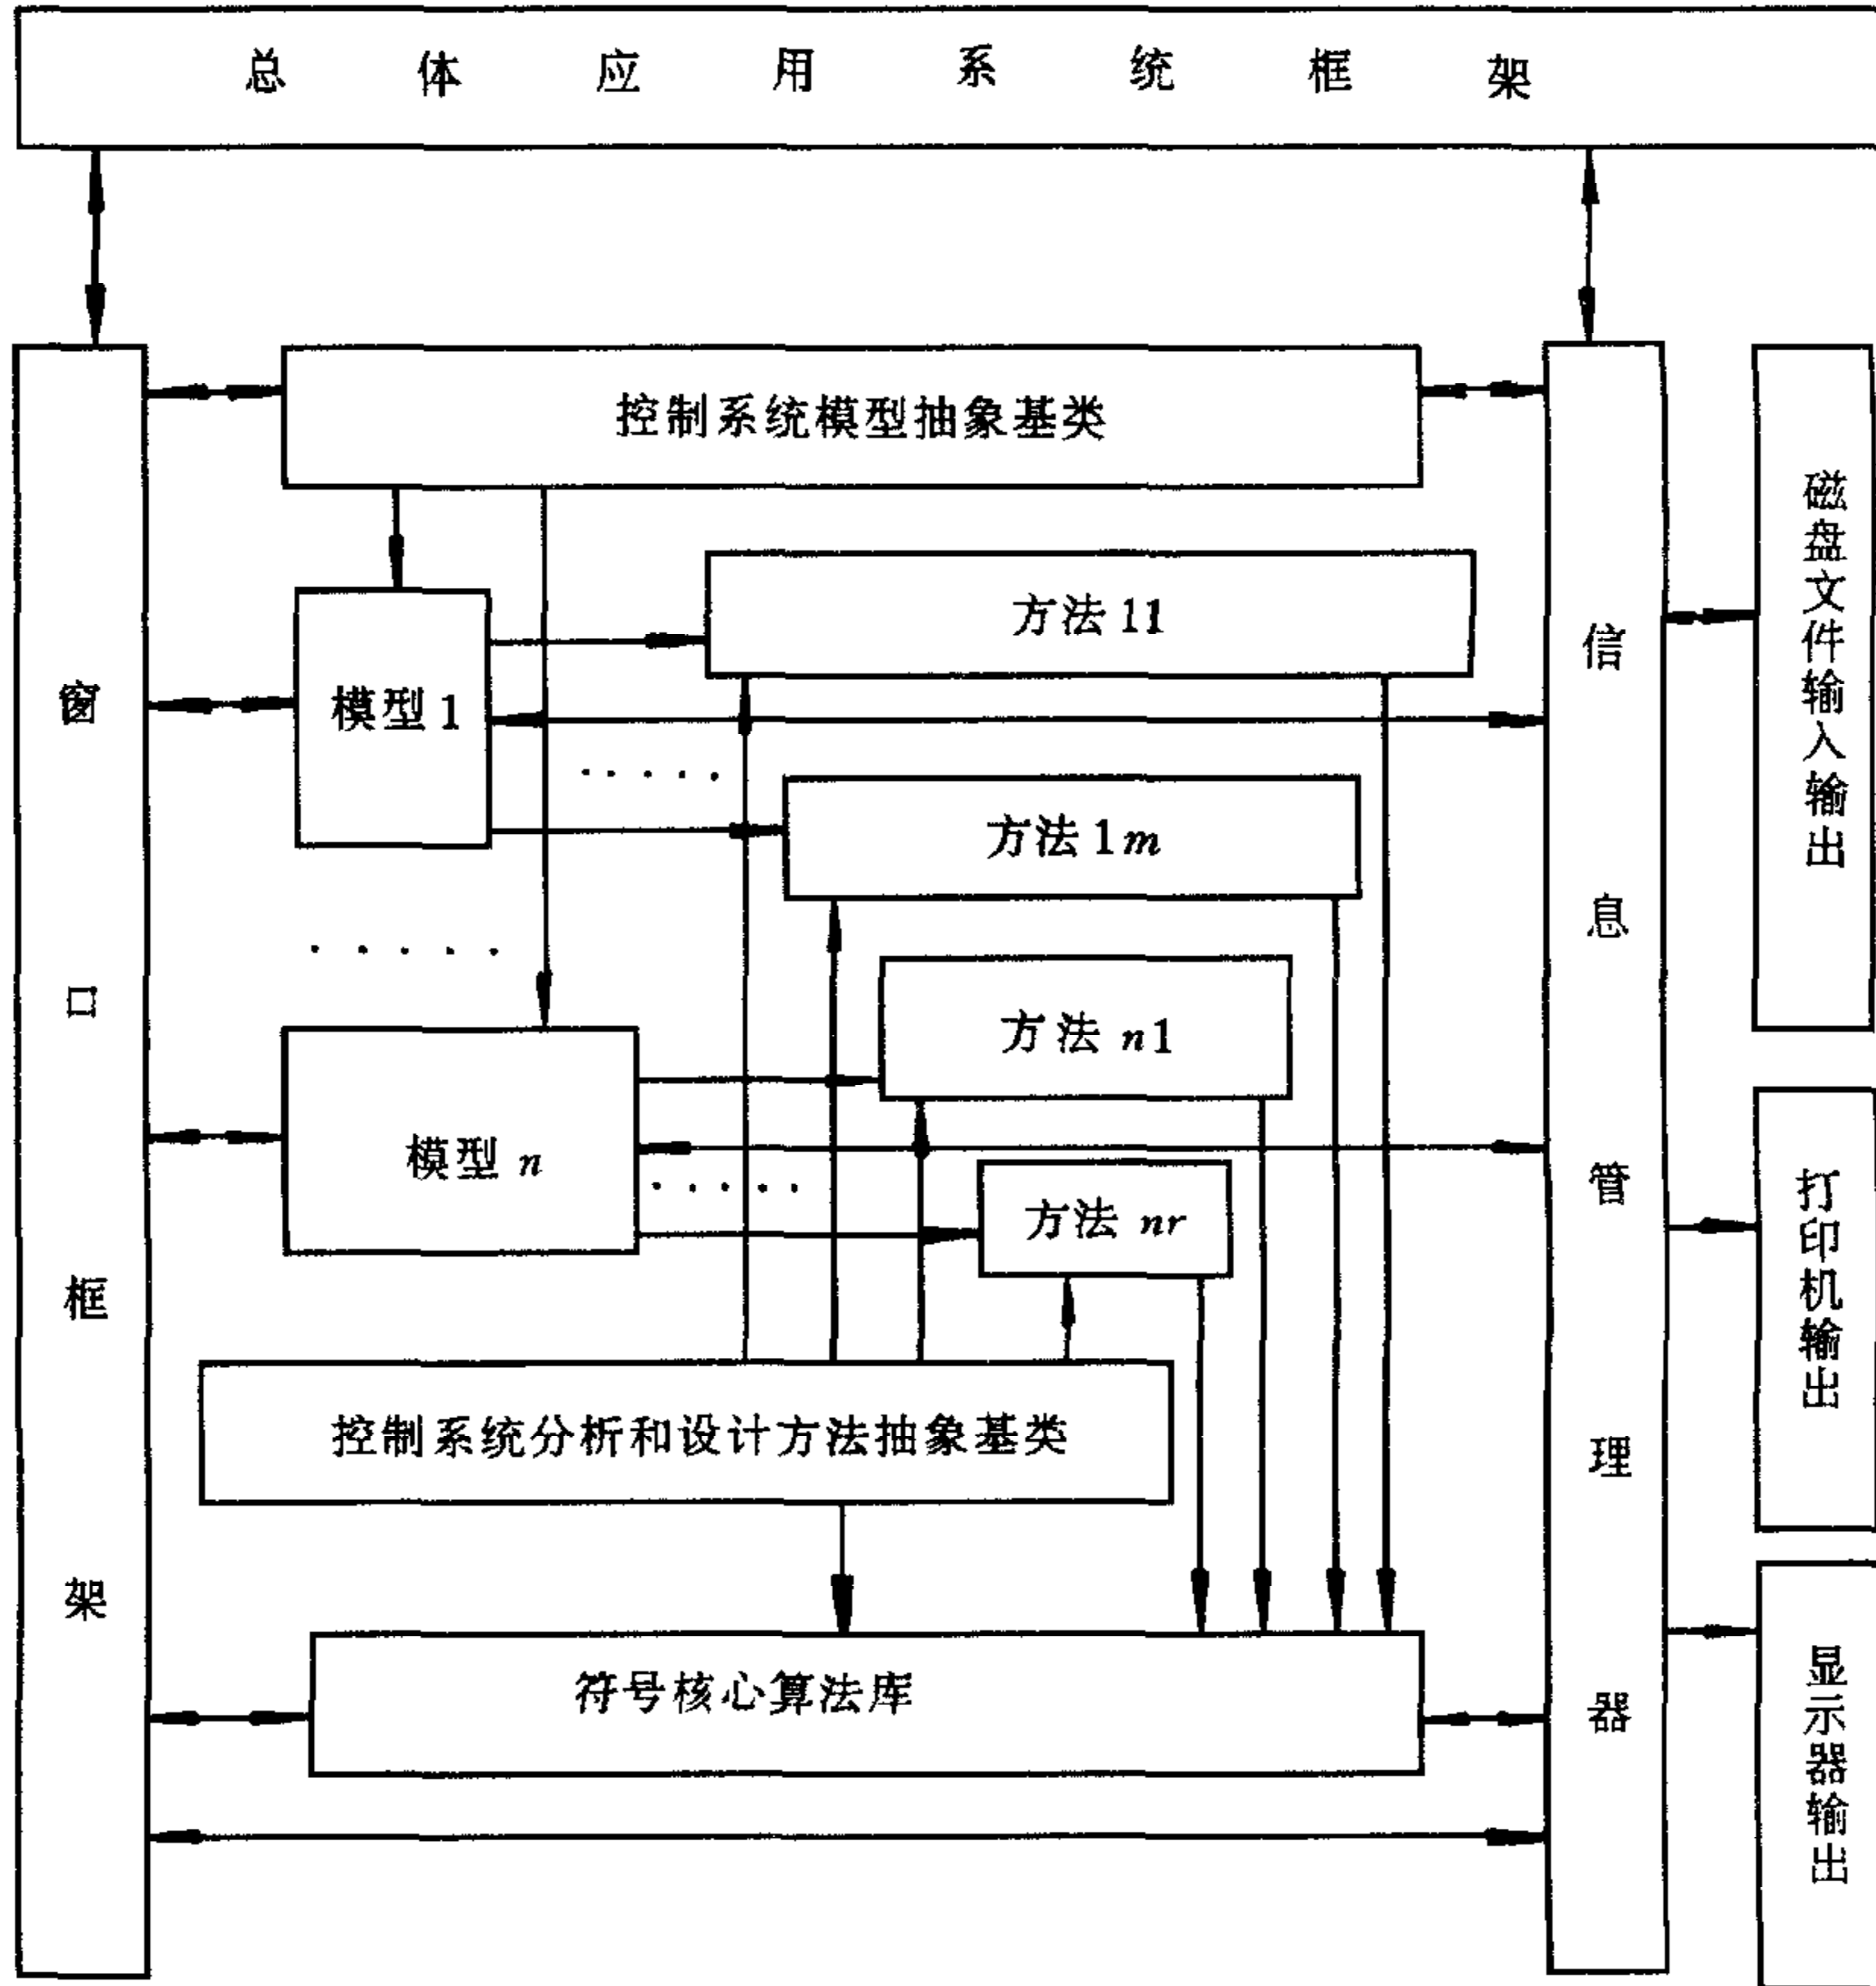 总体应用系统框架
控制系统模型抽象基类
窗口框架
模型1
方法11
· · · · ·
方法1m
· · · · ·
模型 n
方法 n1
· · · · ·
方法 nr
控制系统分析和设计方法抽象基类
符号核心算法库
信息管理器
磁盘文件输入输出
打印机输出
显示器输出